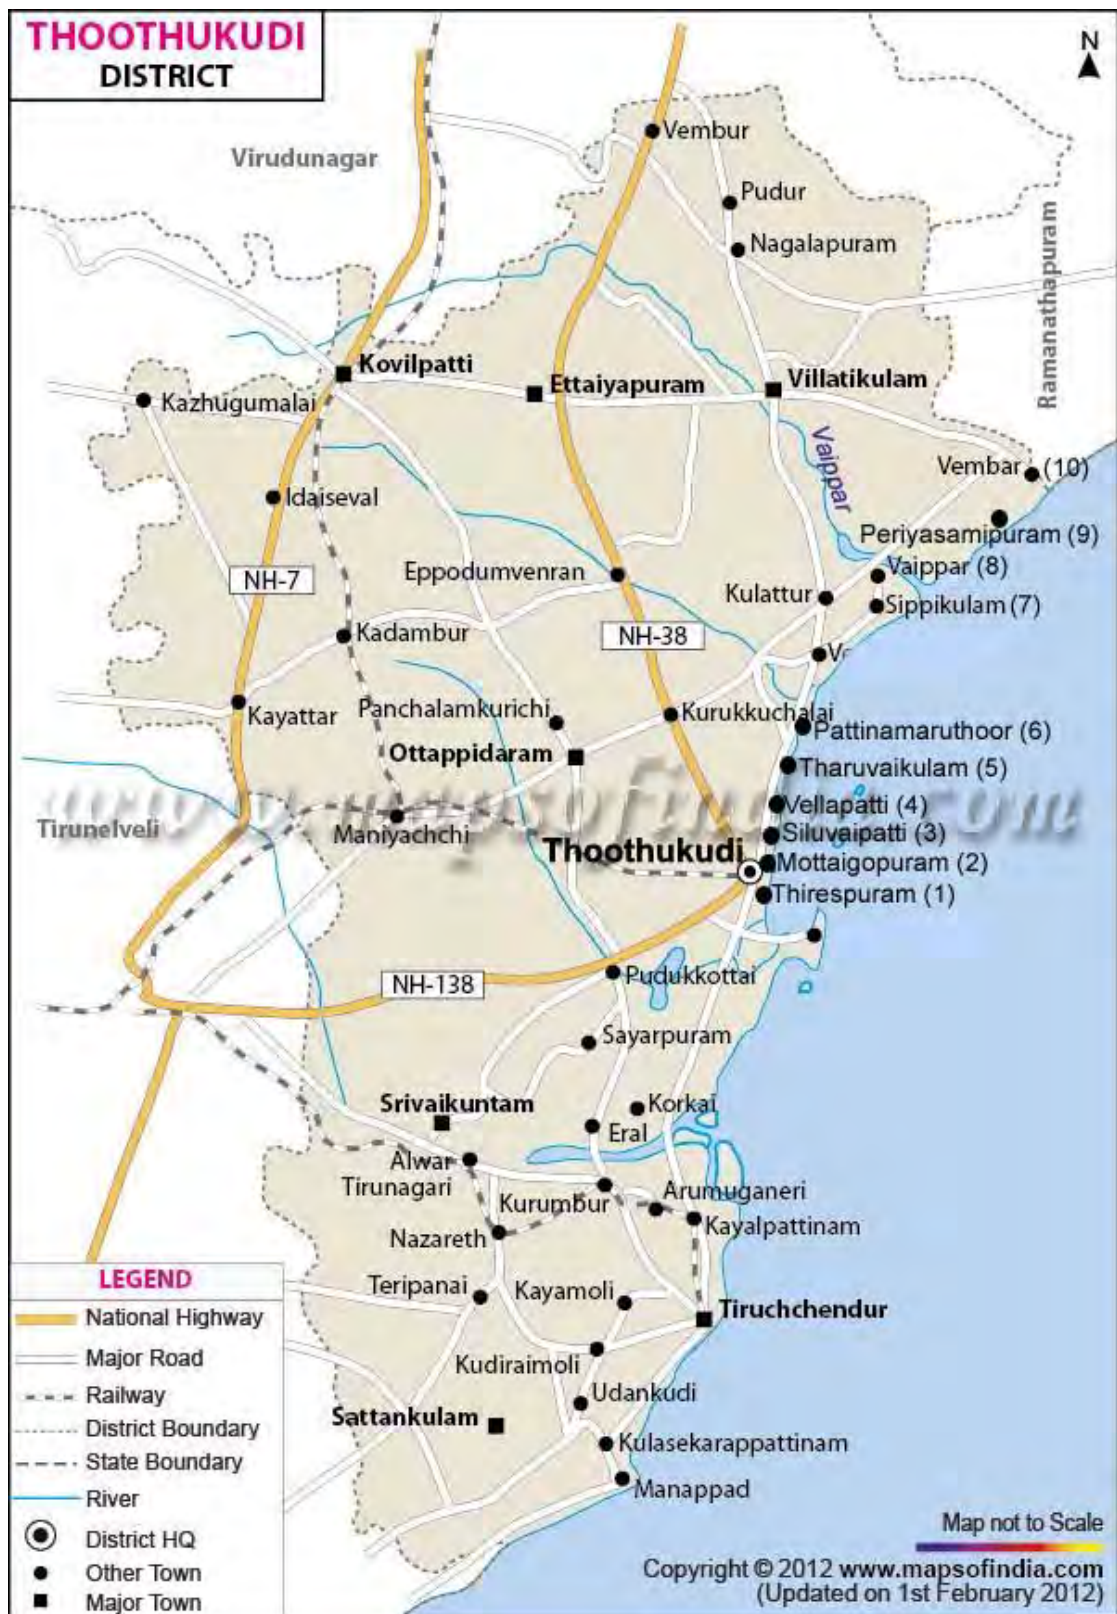 THOOTHUKUDI
DISTRICT
N
Virudunagar
Vembur
Pudur
Nagalapuram
Ramanathapuram
Kovilpatti
Ettaiyapuram
Villatikulam
Kazhugumalai
Vaippar
Vembar (10)
Idaiseval
Periyasamipuram (9)
Eppodumvenran
Vaippar (8)
NH-7
Kulattur
Sippikulam (7)
Kadambur
NH-38
Kayattar
Panchalamkurichi
Kurukkuchalai
Pattinamaruthoor (6)
Ottappidaram
Tharuvaikulam (5)
www.mapsofindia.com
Vellapatti (4)
Tirunelveli
Maniyachchi
Siluvaipatti (3)
Thoothukudi
Mottaigopuram (2)
Thirespuram (1)
NH-138
Pudukkottai
Sayarpuram
Srivaikuntam
Korkai
Eral
Alwar
Tirunagari
Kurumbur
Arumuganeri
Kayalpattinam
Nazareth
Teripanai
Kayamoli
Tiruchchendur
Kudiraimoli
Udankudi
Sattankulam
Kulasekarappattinam
Manappad
LEGEND
National Highway
Major Road
Railway
District Boundary
State Boundary
River
District HQ
Other Town
Major Town
Map not to Scale
Copyright © 2012 www.mapsofindia.com
(Updated on 1st February 2012)